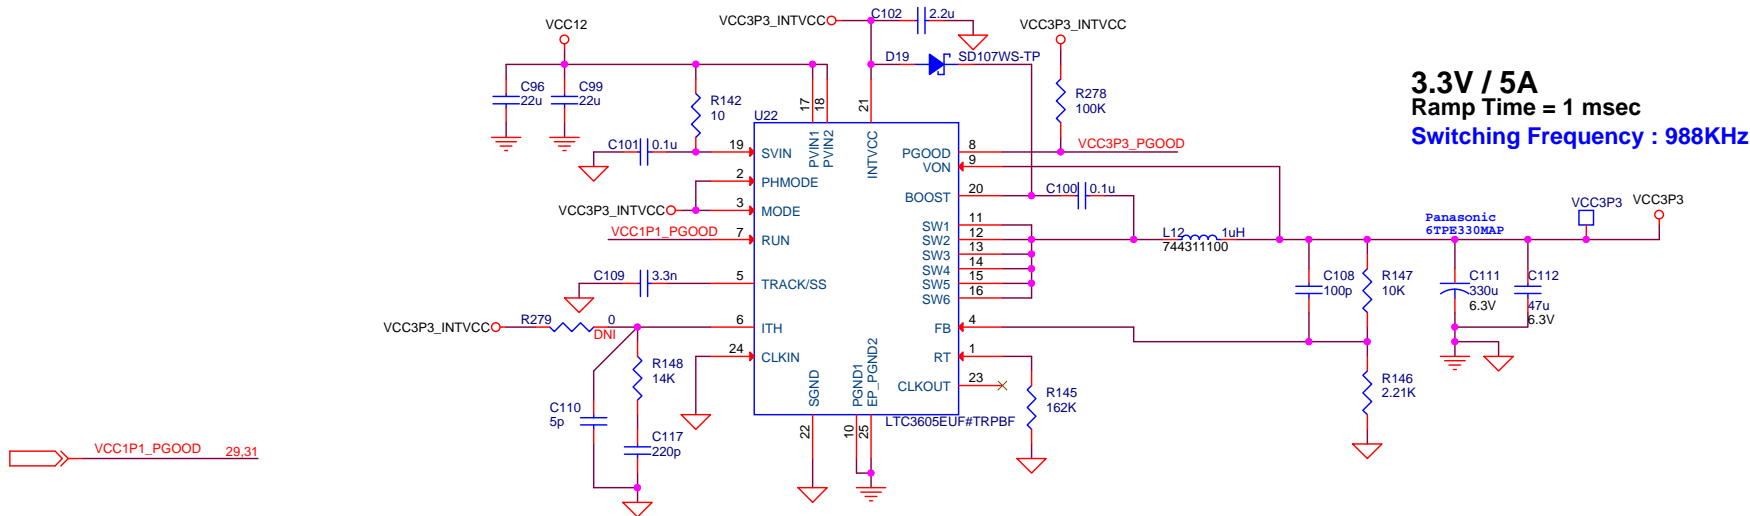 VCC3P3_INTVCC
C102
2.2u
VCC12
VCC3P3_INTVCC
D19
SD107WS-TP
C96
22u
C99
22u
R142
10
17
18
21
R278
100K
3.3V / 5A
Ramp Time = 1 msec
Switching Frequency : 988KHz
U22
PVIN1
PVIN2
INTVCC
C101
0.1u
19
SVIN
PGOOD
8
VCC3P3_PGOOD
VON
9
2
PHMODE
BOOST
20
C100
0.1u
VCC3P3_INTVCC
3
MODE
VCC1P1_PGOOD
7
RUN
SW1
11
SW2
12
SW3
13
SW4
14
SW5
15
SW6
16
L12
1uH
744311100
Panasonic
6TPE330MAP
VCC3P3
VCC3P3
C109
3.3n
5
TRACK/SS
C108
100p
R147
10K
C111
330u
6.3V
C112
47u
6.3V
VCC3P3_INTVCC
R279
0
DNI
6
ITH
FB
4
24
CLKIN
RT
1
R148
14K
SGND
PGND1
EP_PGND2
CLKOUT
23
R145
162K
R146
2.21K
C110
5p
C117
220p
22
10
25
LTC3605EUF#TRPBF
VCC1P1_PGOOD
29,31